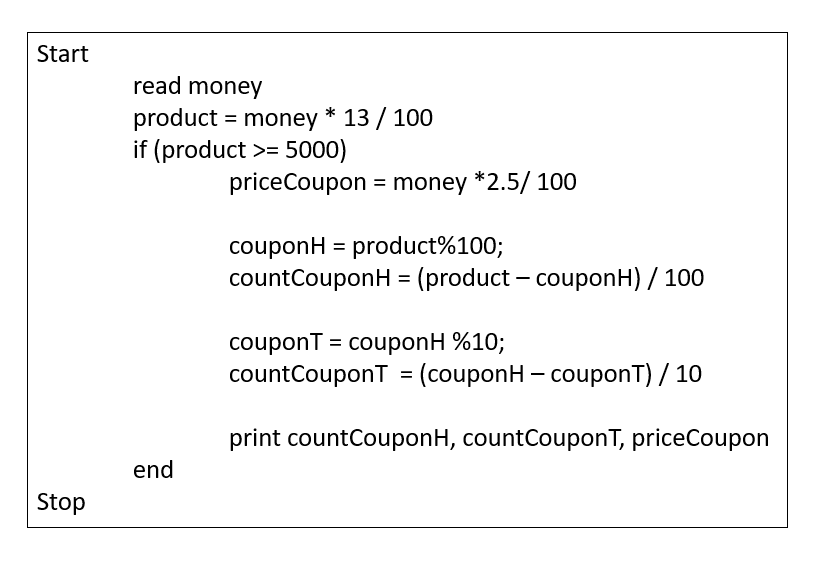 Start
read money
product = money * 13 / 100
if (product >= 5000)
priceCoupon = money *2.5/ 100
couponH = product%100;
countCouponH = (product – couponH) / 100
couponT = couponH %10;
countCouponT  = (couponH – couponT) / 10
print countCouponH, countCouponT, priceCoupon
end
Stop